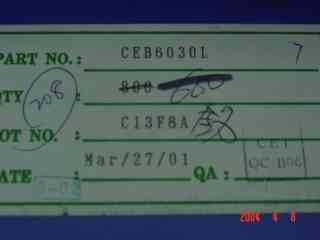 PART NO.: CEB6030L 7
QTY 208 800 600
LOT NO.: C13F8A
DATE Mar/27/01 QA: CET QC B06
2004 4 8